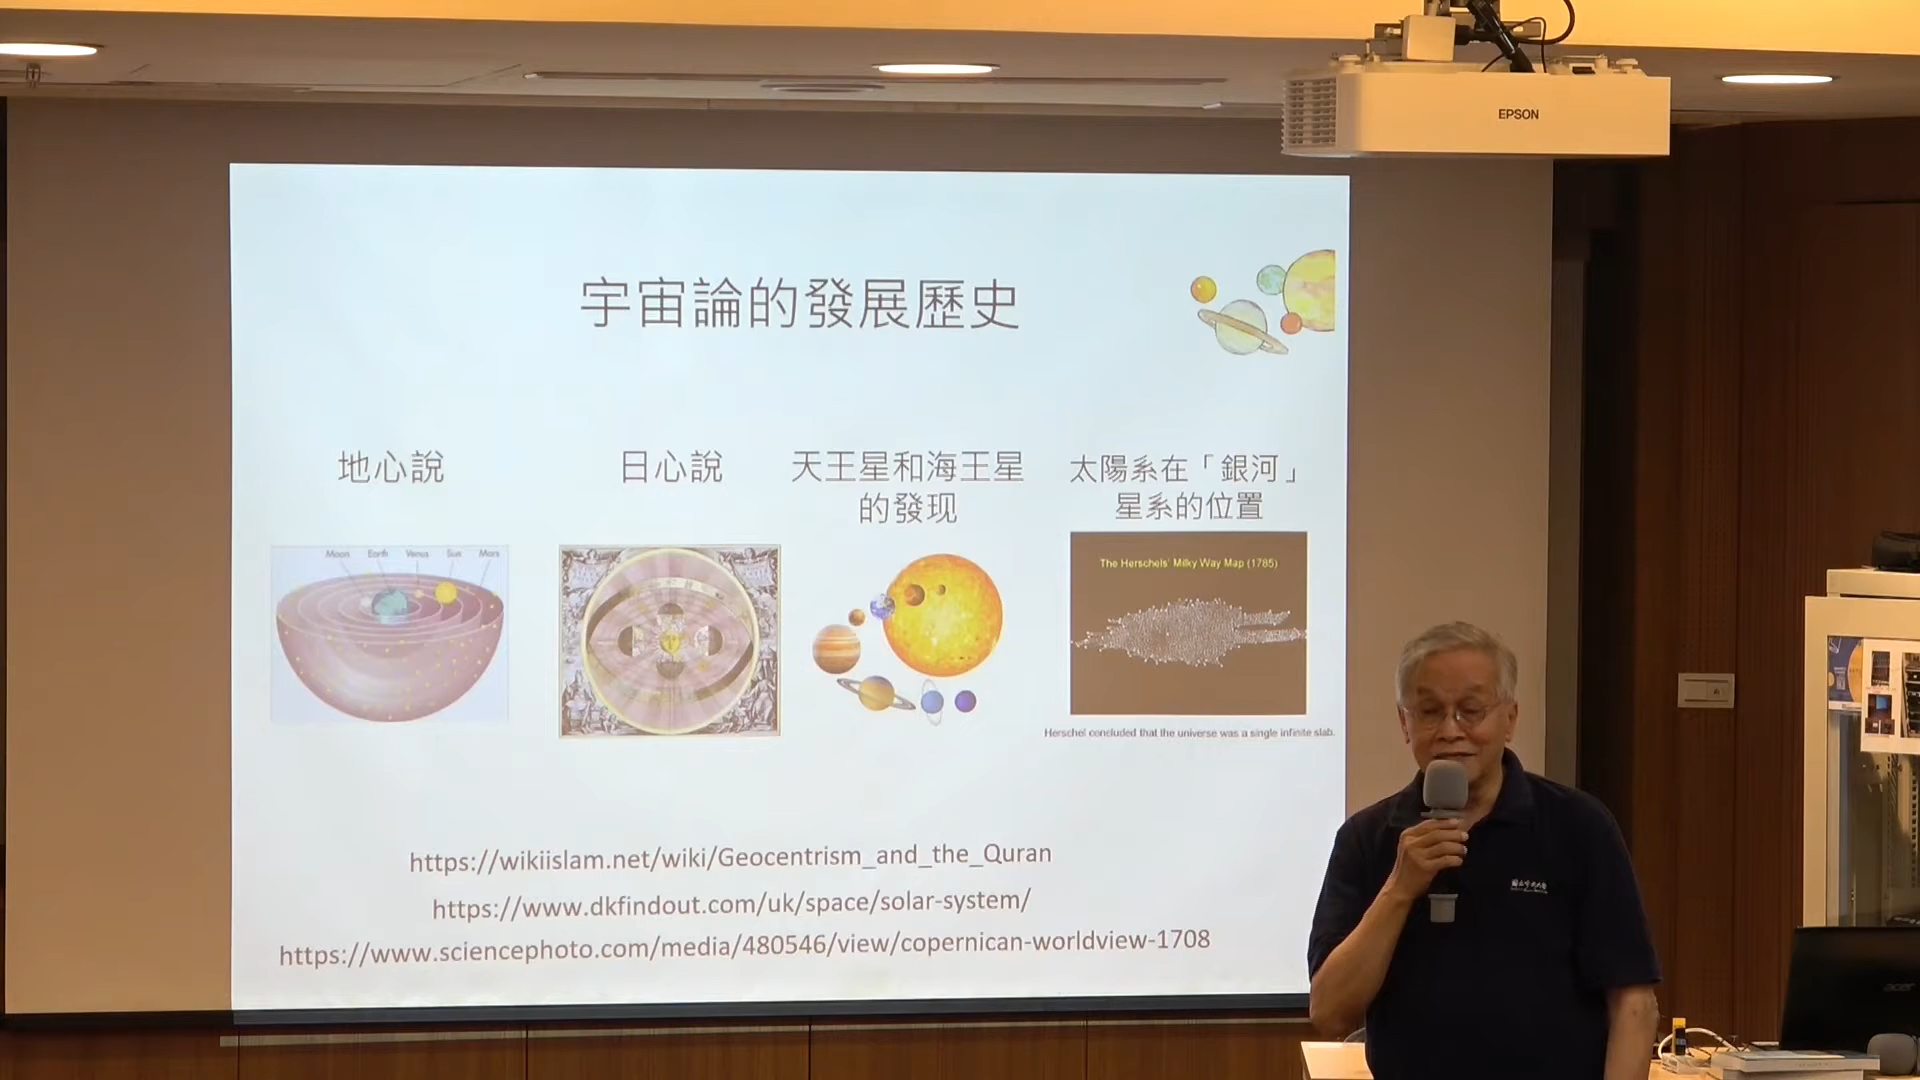 EPSON
宇宙論的發展歷史
地心說
日心說
天王星和海王星
的發现
太陽系在「銀河」
星系的位置
Moon Earth Venus Sun Mars
The Herschels' Milky Way Map (1785)
Herschel concluded that the universe was a single infinite slab.
https://wikiislam.net/wiki/Geocentrism_and_the_Quran
https://www.dkfindout.com/uk/space/solar-system/
https://www.sciencephoto.com/media/480546/view/copernican-worldview-1708
acer